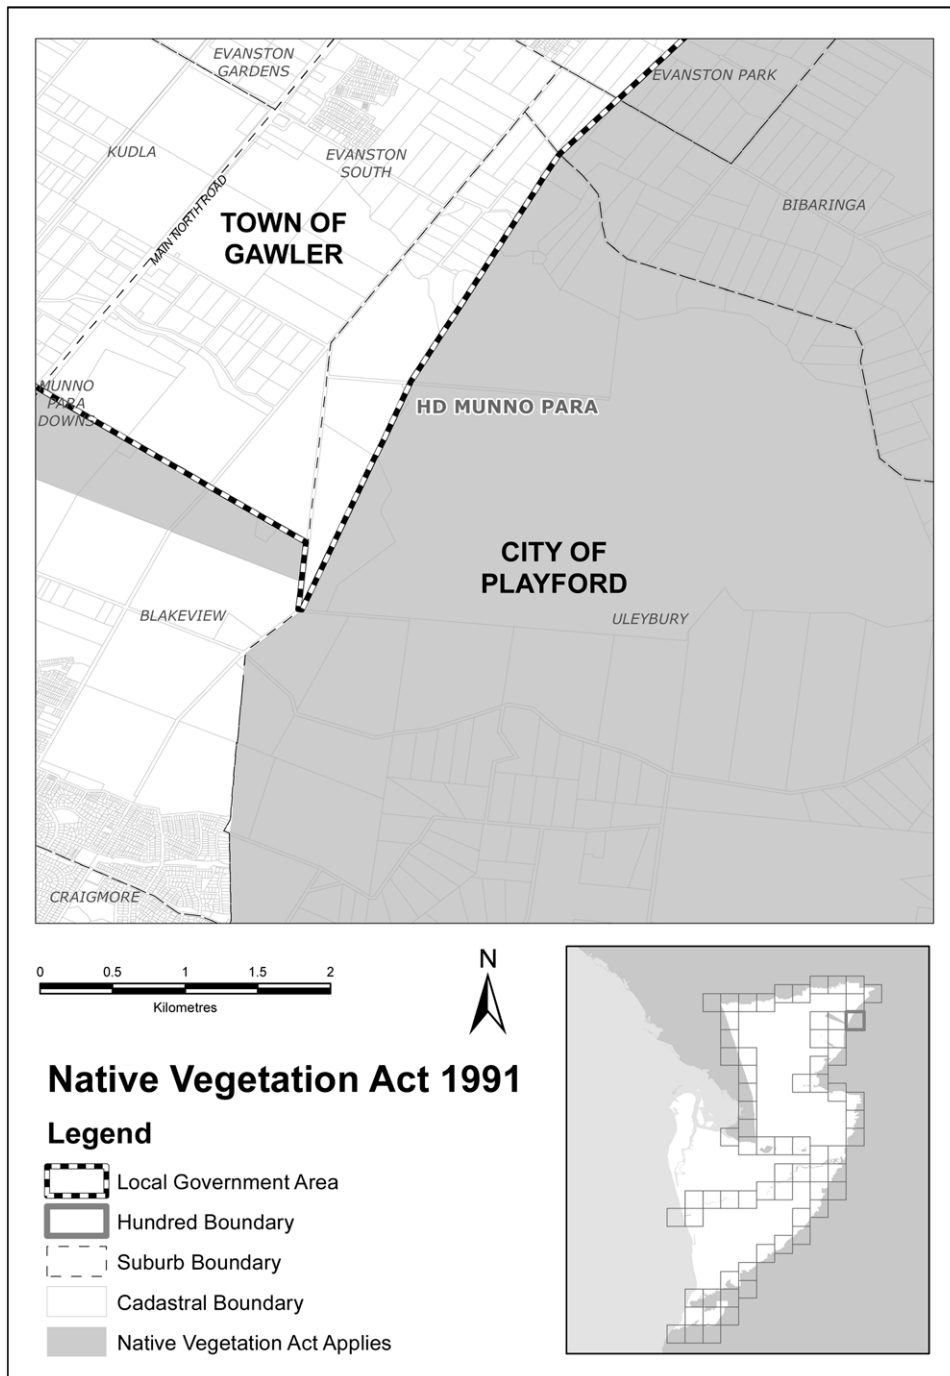 EVANSTON
GARDENS
EVANSTON PARK
KUDLA
EVANSTON
SOUTH
MAIN NORTH ROAD
BIBARINGA
TOWN OF
GAWLER
MUNNO
PARA
DOWNS
HD MUNNO PARA
CITY OF
PLAYFORD
BLAKEVIEW
ULEYBURY
CRAIGMORE
0 0.5 1 1.5 2
Kilometres
N
Native Vegetation Act 1991
Legend
Local Government Area
Hundred Boundary
Suburb Boundary
Cadastral Boundary
Native Vegetation Act Applies